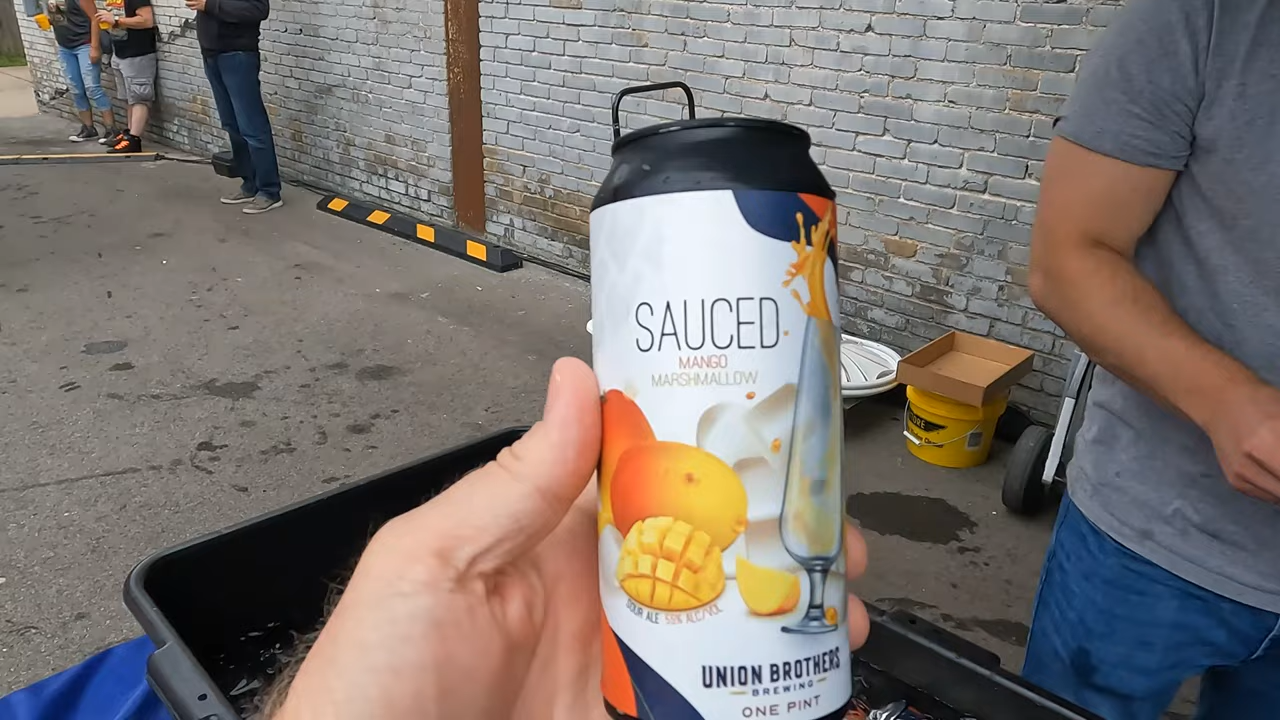 SAUCED
MANGO
MARSHMALLOW
SOUR ALE
UNION BROTHERS
BREWING
ONE PINT